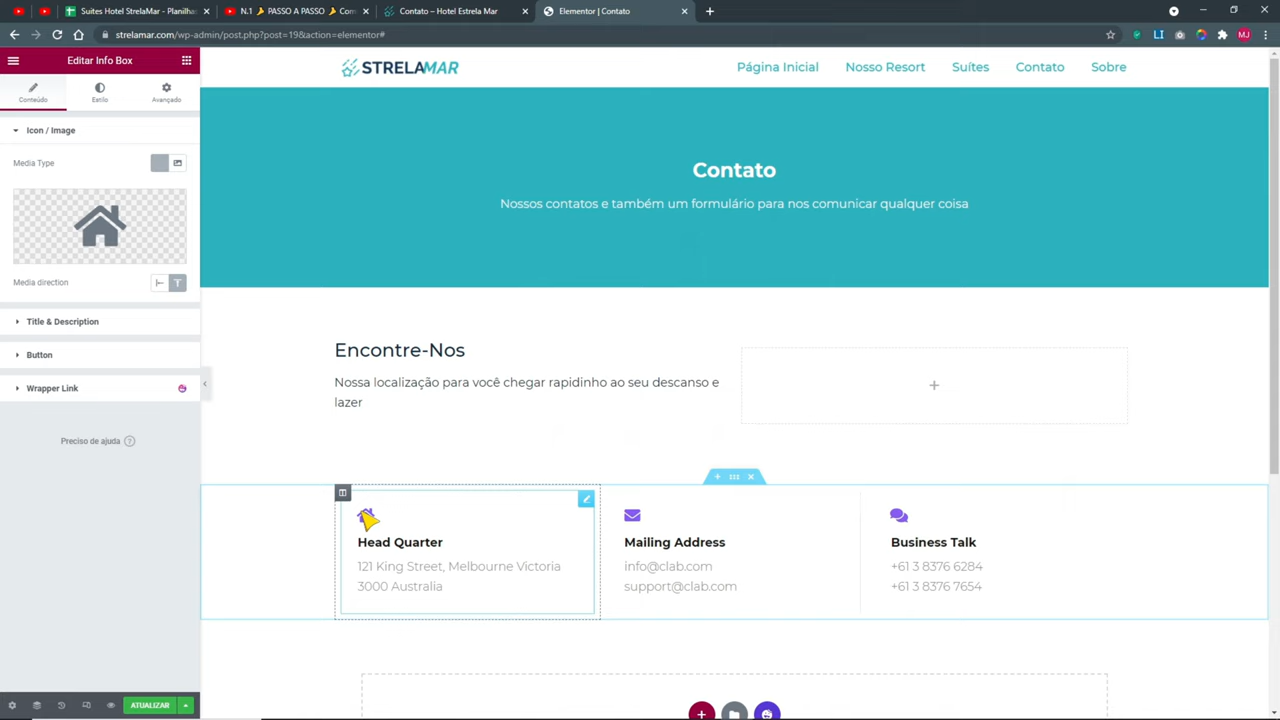 Suites Hotel StrelaMar - Planilha
N.1
PASSO A PASSO
Com
Contato – Hotel Estrela Mar
Elementor | Contato
strelamar.com/wp-admin/post.php?post=19&action=elementor#
MJ
Editar Info Box
Conteúdo
Estilo
Avançado
Icon / Image
Media Type
Media direction
Title & Description
Button
Wrapper Link
Preciso de ajuda
ATUALIZAR
STRELAMAR
Página Inicial
Nosso Resort
Suítes
Contato
Sobre
Contato
Nossos contatos e também um formulário para nos comunicar qualquer coisa
Encontre-Nos
Nossa localização para você chegar rapidinho ao seu descanso e
lazer
Head Quarter
121 King Street, Melbourne Victoria
3000 Australia
Mailing Address
info@clab.com
support@clab.com
Business Talk
+61 3 8376 6284
+61 3 8376 7654